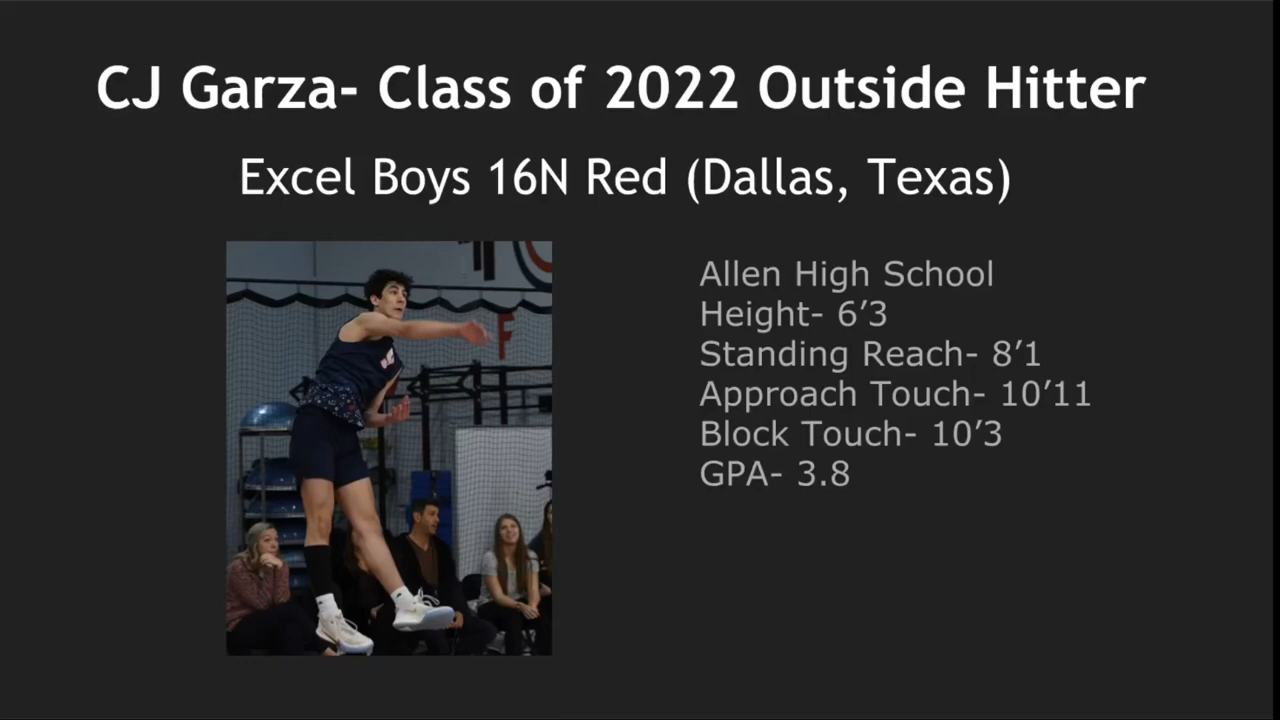 CJ Garza- Class of 2022 Outside Hitter
Excel Boys 16N Red (Dallas, Texas)
Allen High School
Height- 6’3
Standing Reach- 8’1
Approach Touch- 10’11
Block Touch- 10’3
GPA- 3.8
F